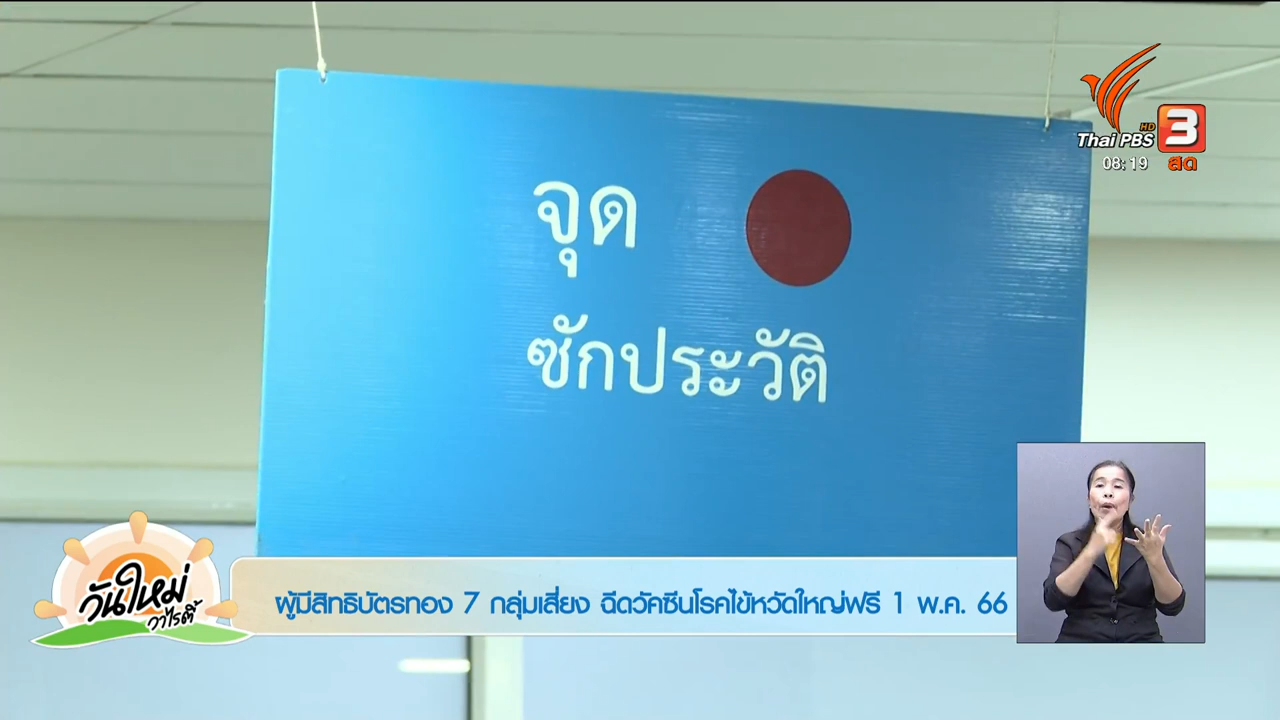 Thai PBS HD 3
08:19 สด
จุด
ซักประวัติ
วันใหม่
วาไรตี้
ผู้มีสิทธิบัตรทอง 7 กลุ่มเสี่ยง ฉีดวัคซีนโรคไข้หวัดใหญ่ฟรี 1 พ.ค. 66